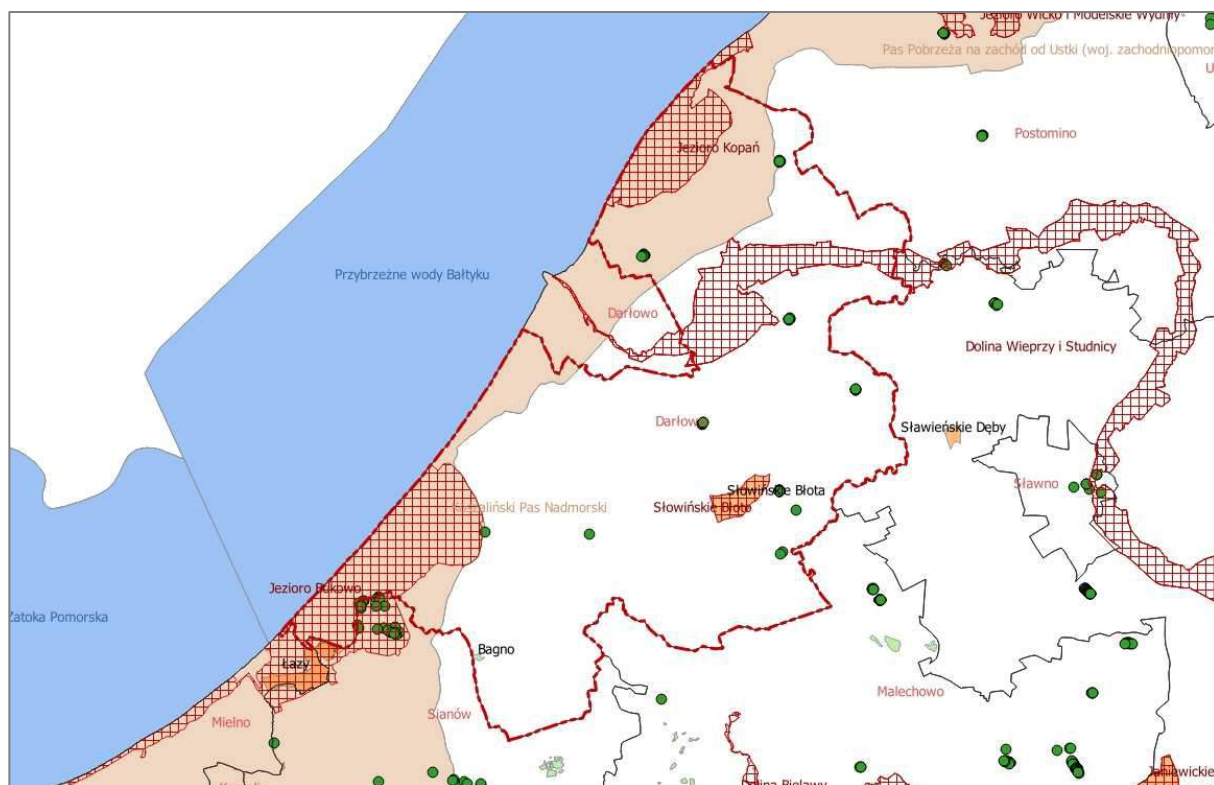 Jezioro Wicko i Modelskie Wydmy
Pas Pobrzeża na zachód od Ustki (woj. zachodniopomor
U
Postomino
Jezioro Kopań
Przybrzeżne wody Bałtyku
Darłowo
Dolina Wieprzy i Studnicy
Darłow
Sławieńskie Dęby
Sławno
Słowińskie Błota
Słowińskie Błoto
Pas Nadmorski
Jezioro Bukowo
Zatoka Pomorska
Bagno
Łazy
Malechowo
Mielno
Sianów
Janiewickie
Dolina Bielawy